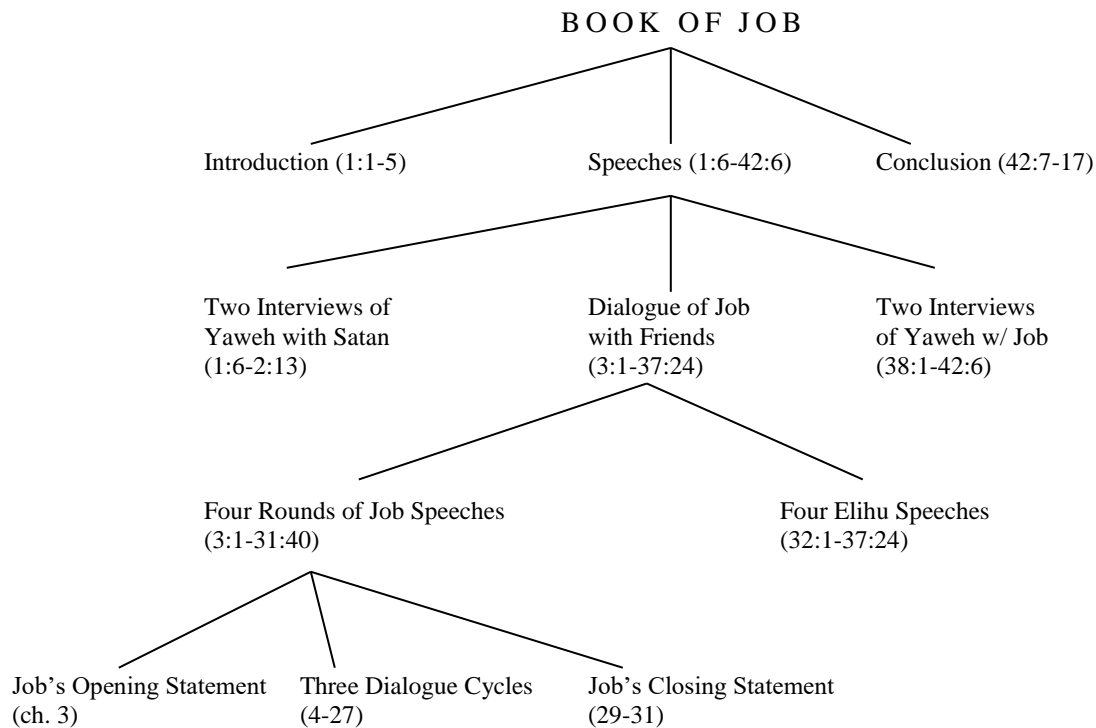 BOOK OF JOB
Introduction (1:1-5)
Speeches (1:6-42:6)
Conclusion (42:7-17)
Two Interviews of
Yaweh with Satan
(1:6-2:13)
Dialogue of Job
with Friends
(3:1-37:24)
Two Interviews
of Yaweh w/ Job
(38:1-42:6)
Four Rounds of Job Speeches
(3:1-31:40)
Four Elihu Speeches
(32:1-37:24)
Job’s Opening Statement
(ch. 3)
Three Dialogue Cycles
(4-27)
Job’s Closing Statement
(29-31)